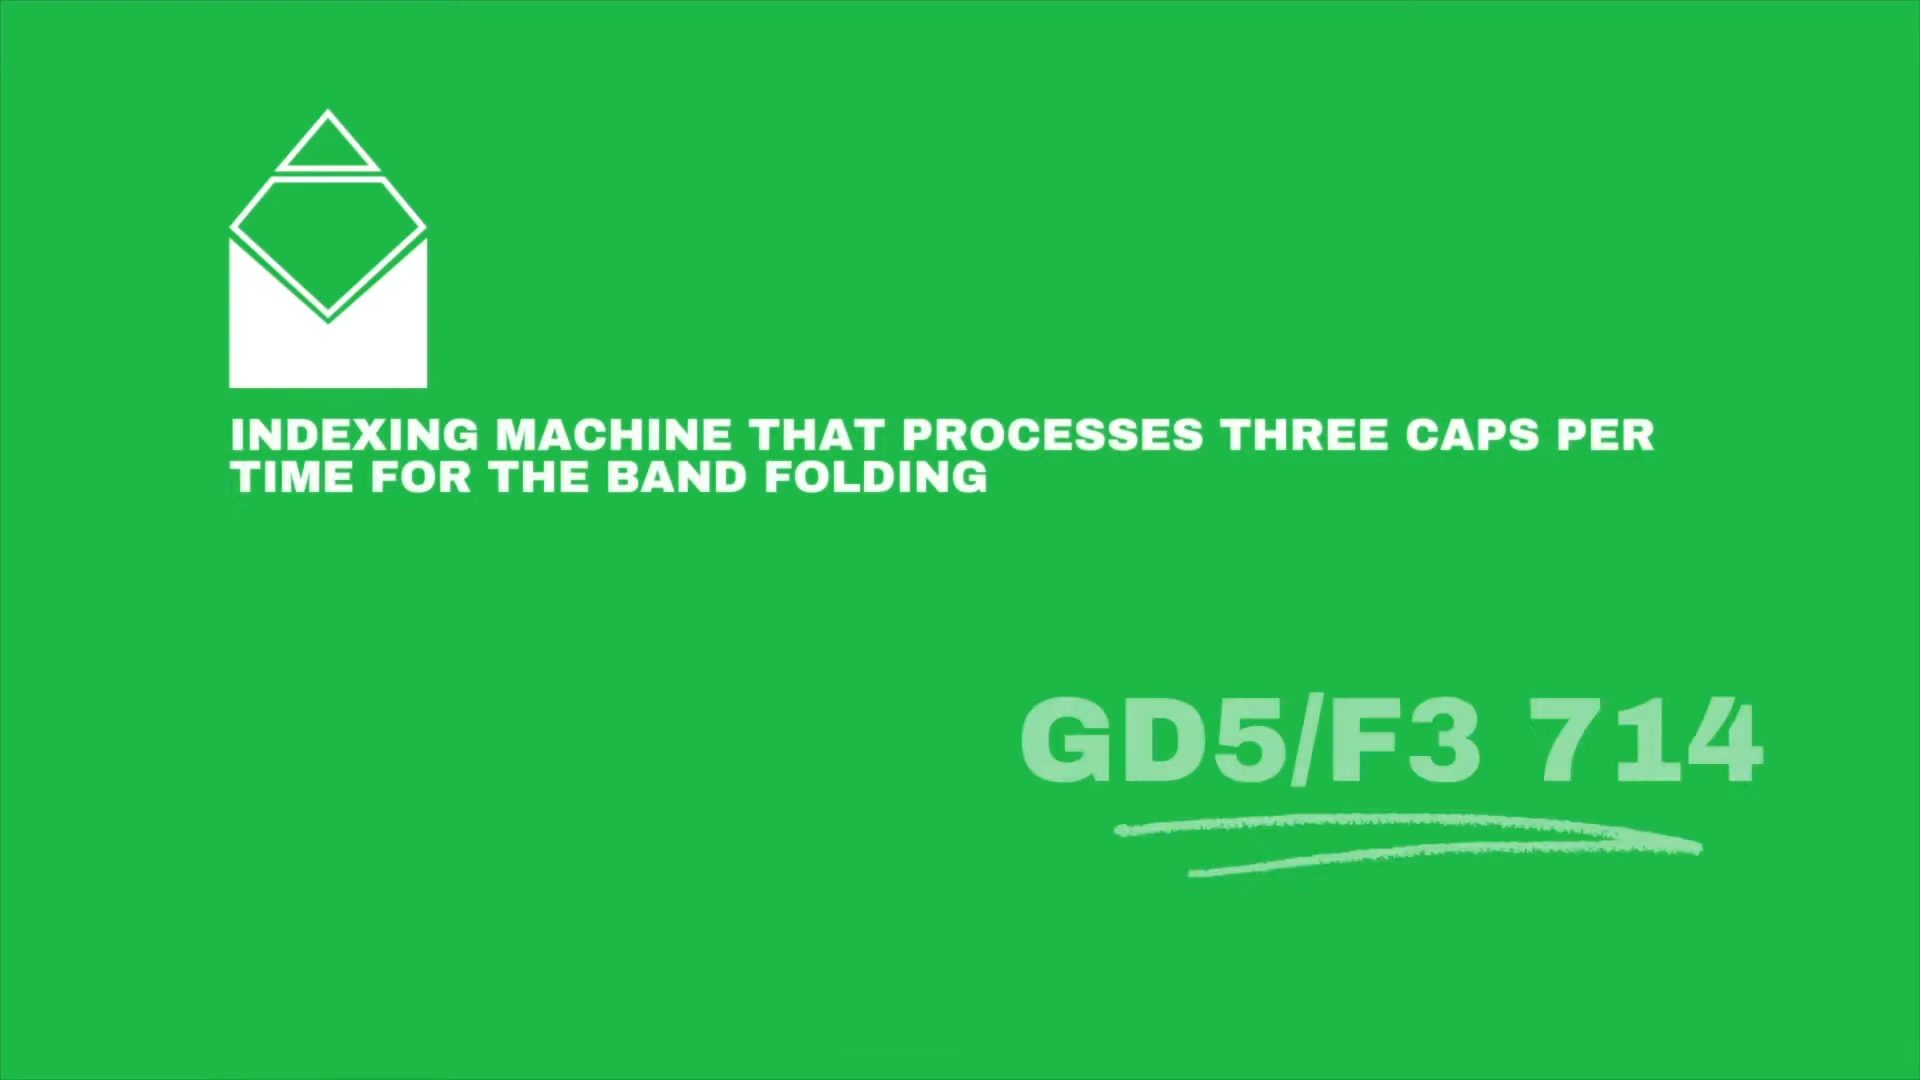 INDEXING MACHINE THAT PROCESSES THREE CAPS PER
TIME FOR THE BAND FOLDING
GD5/F3 714